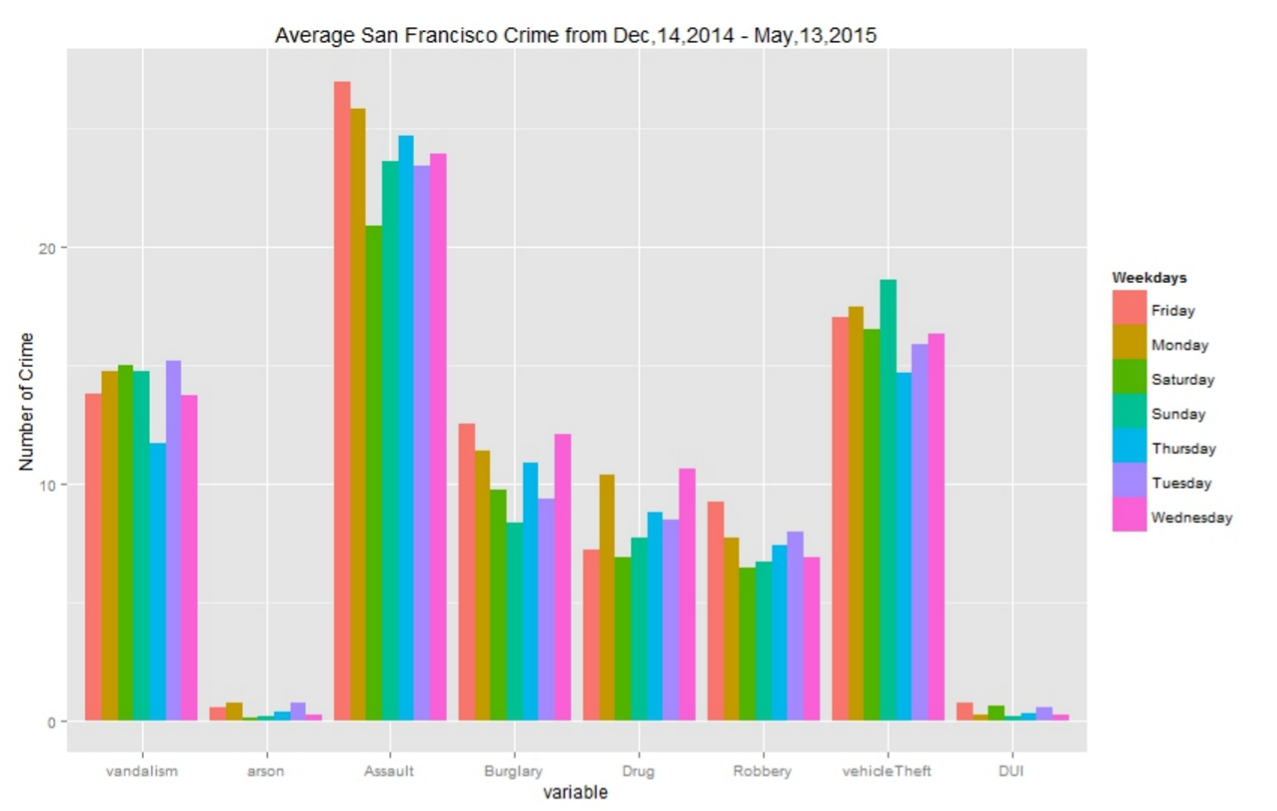 Average San Francisco Crime from Dec,14,2014 - May,13,2015
Number of Crime
20
10
0
vandalism arson Assault Burglary Drug Robbery vehicleTheft DUI
variable
Weekdays
Friday
Monday
Saturday
Sunday
Thursday
Tuesday
Wednesday